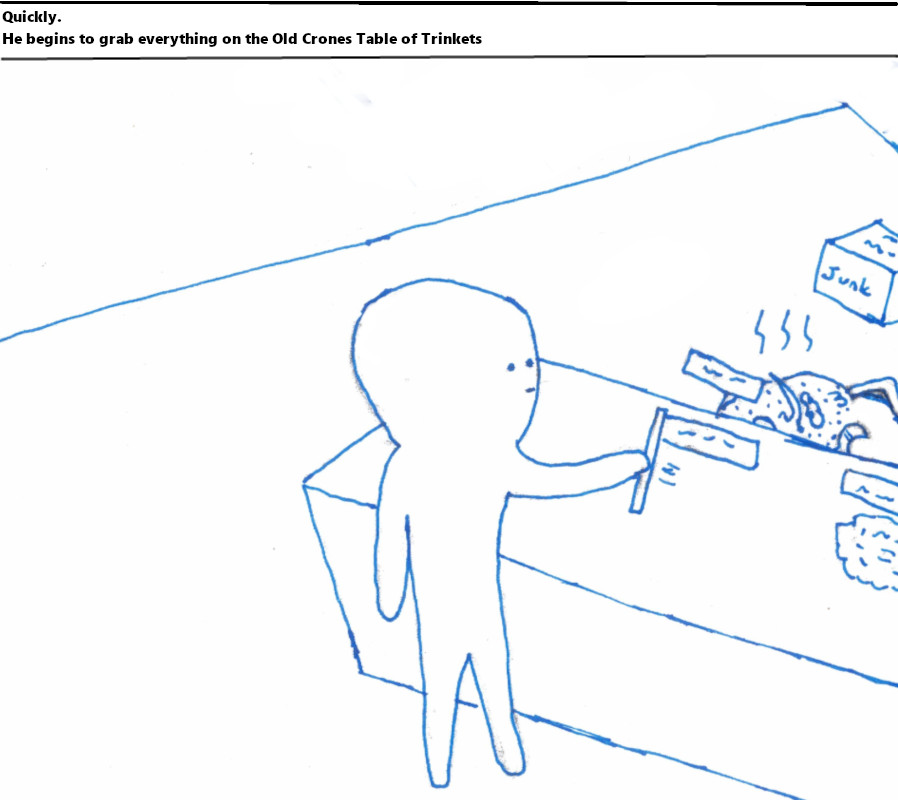 Quickly.
He begins to grab everything on the Old Crones Table of Trinkets
Junk